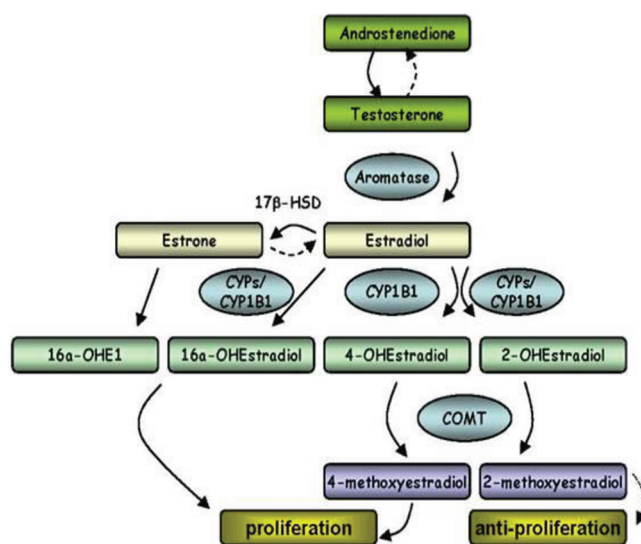 Androstenedione
Testosterone
Aromatase
17β-HSD
Estrone
Estradiol
CYPs/
CYP1B1
CYP1B1
CYPs/
CYP1B1
16a-OHE1
16a-OHEstradiol
4-OHEstradiol
2-OHEstradiol
COMT
4-methoxyestradiol
2-methoxyestradiol
proliferation
anti-proliferation